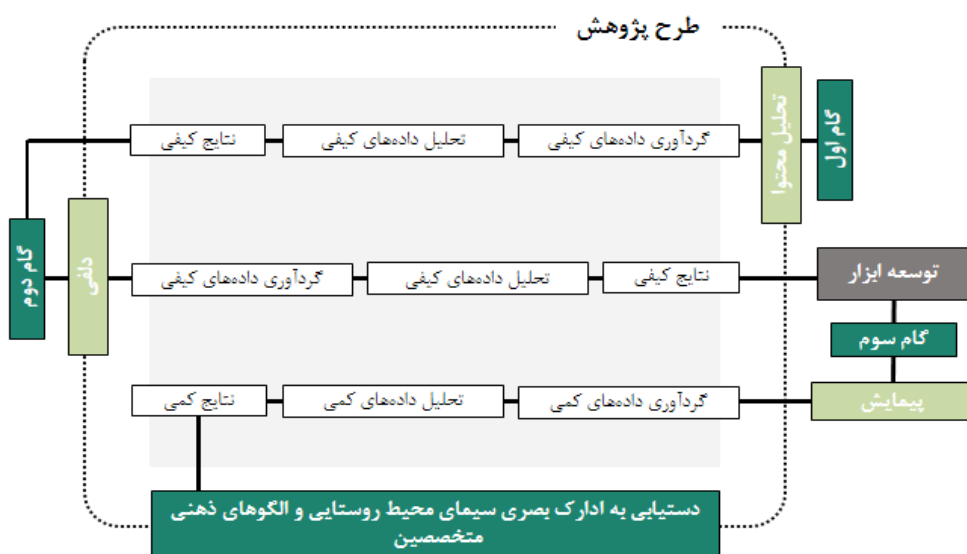 طرح پژوهش
گام اول
تحلیل محتوا
گردآوری داده‌های کیفی
تحلیل داده‌های کیفی
نتایج کیفی
گام دوم
دلفی
گردآوری داده‌های کیفی
تحلیل داده‌های کیفی
نتایج کیفی
توسعه ابزار
گام سوم
پیمایش
گردآوری داده‌های کمی
تحلیل داده‌های کمی
نتایج کمی
دستیابی به ادارک بصری سیمای محیط روستایی و الگوهای ذهنی
متخصصین